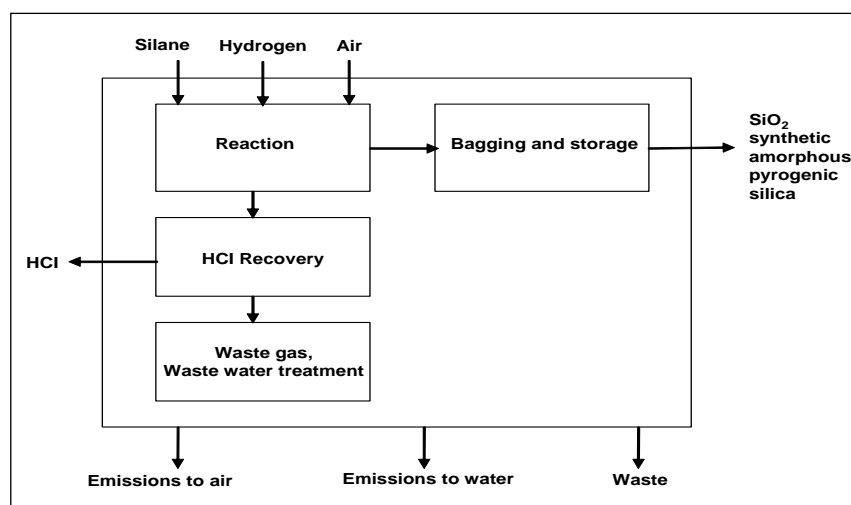 Silane Hydrogen Air
Reaction
Bagging and storage
SiO₂
synthetic
amorphous
pyrogenic
silica
HCl Recovery
HCl
Waste gas,
Waste water treatment
Emissions to air Emissions to water Waste